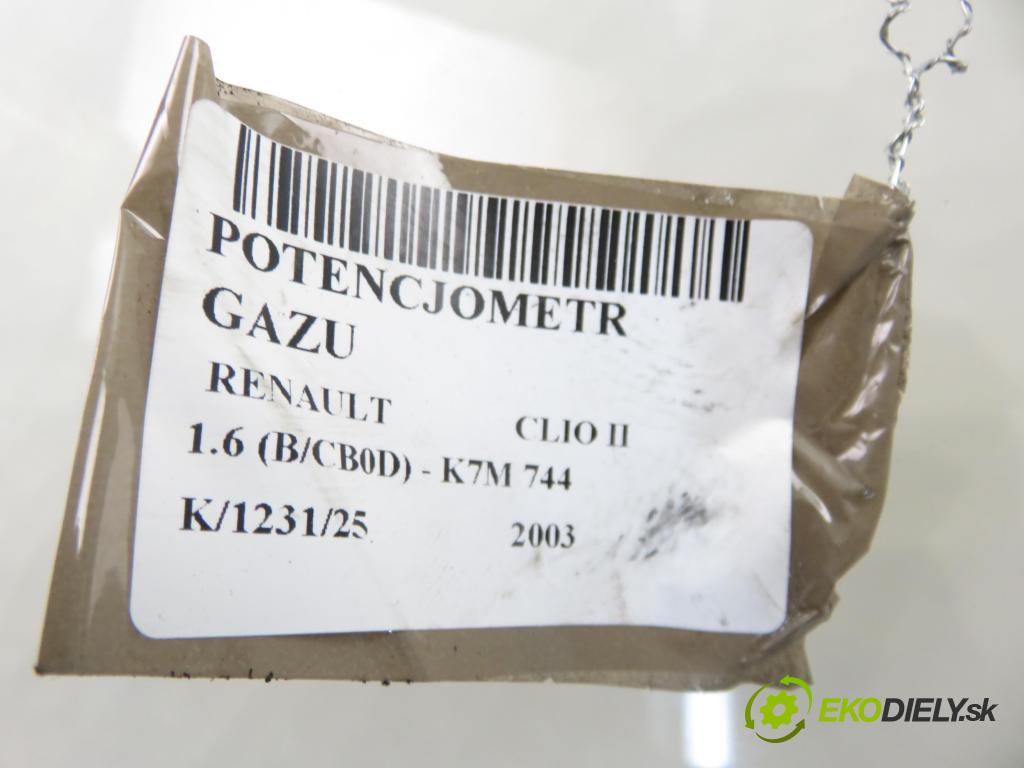 POTENCJOMETR
GAZU
RENAULT CLIO II
1.6 (B/CB0D) - K7M 744
K/1231/25 2003
EKODIELY.sk